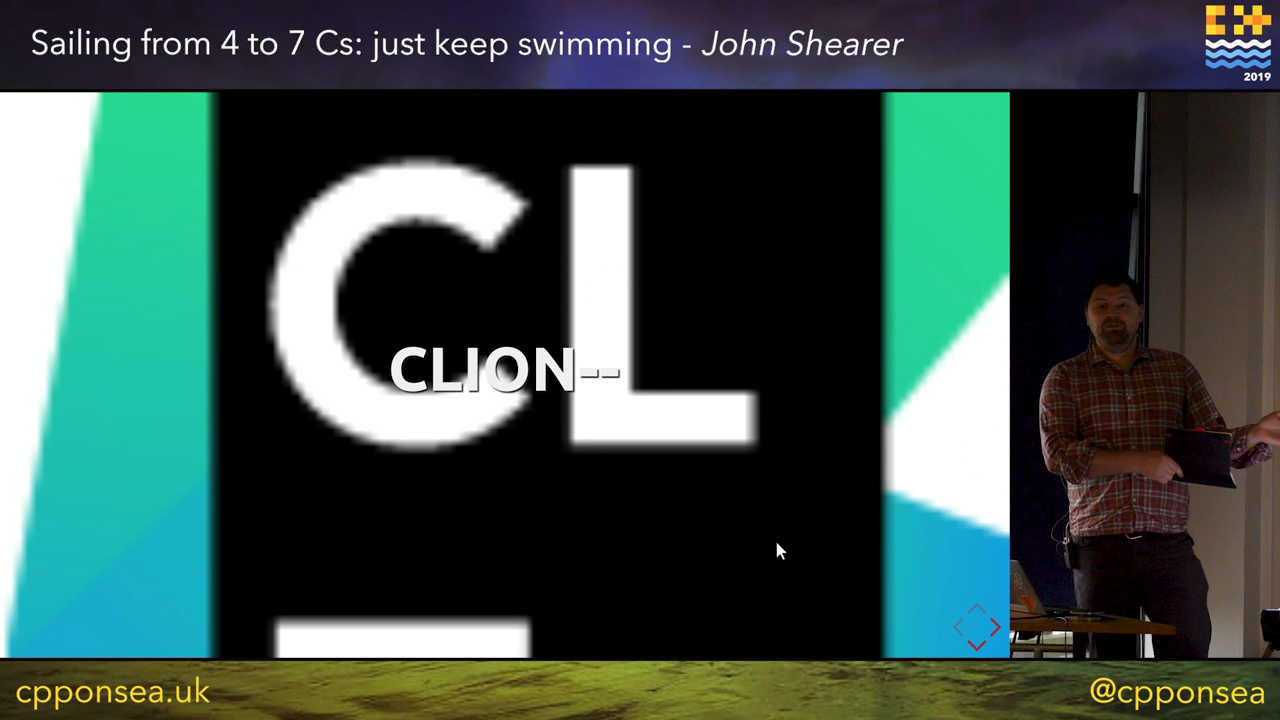 Sailing from 4 to 7 Cs: just keep swimming - John Shearer
2019
CL
CLION--
cpponsea.uk
@cpponsea